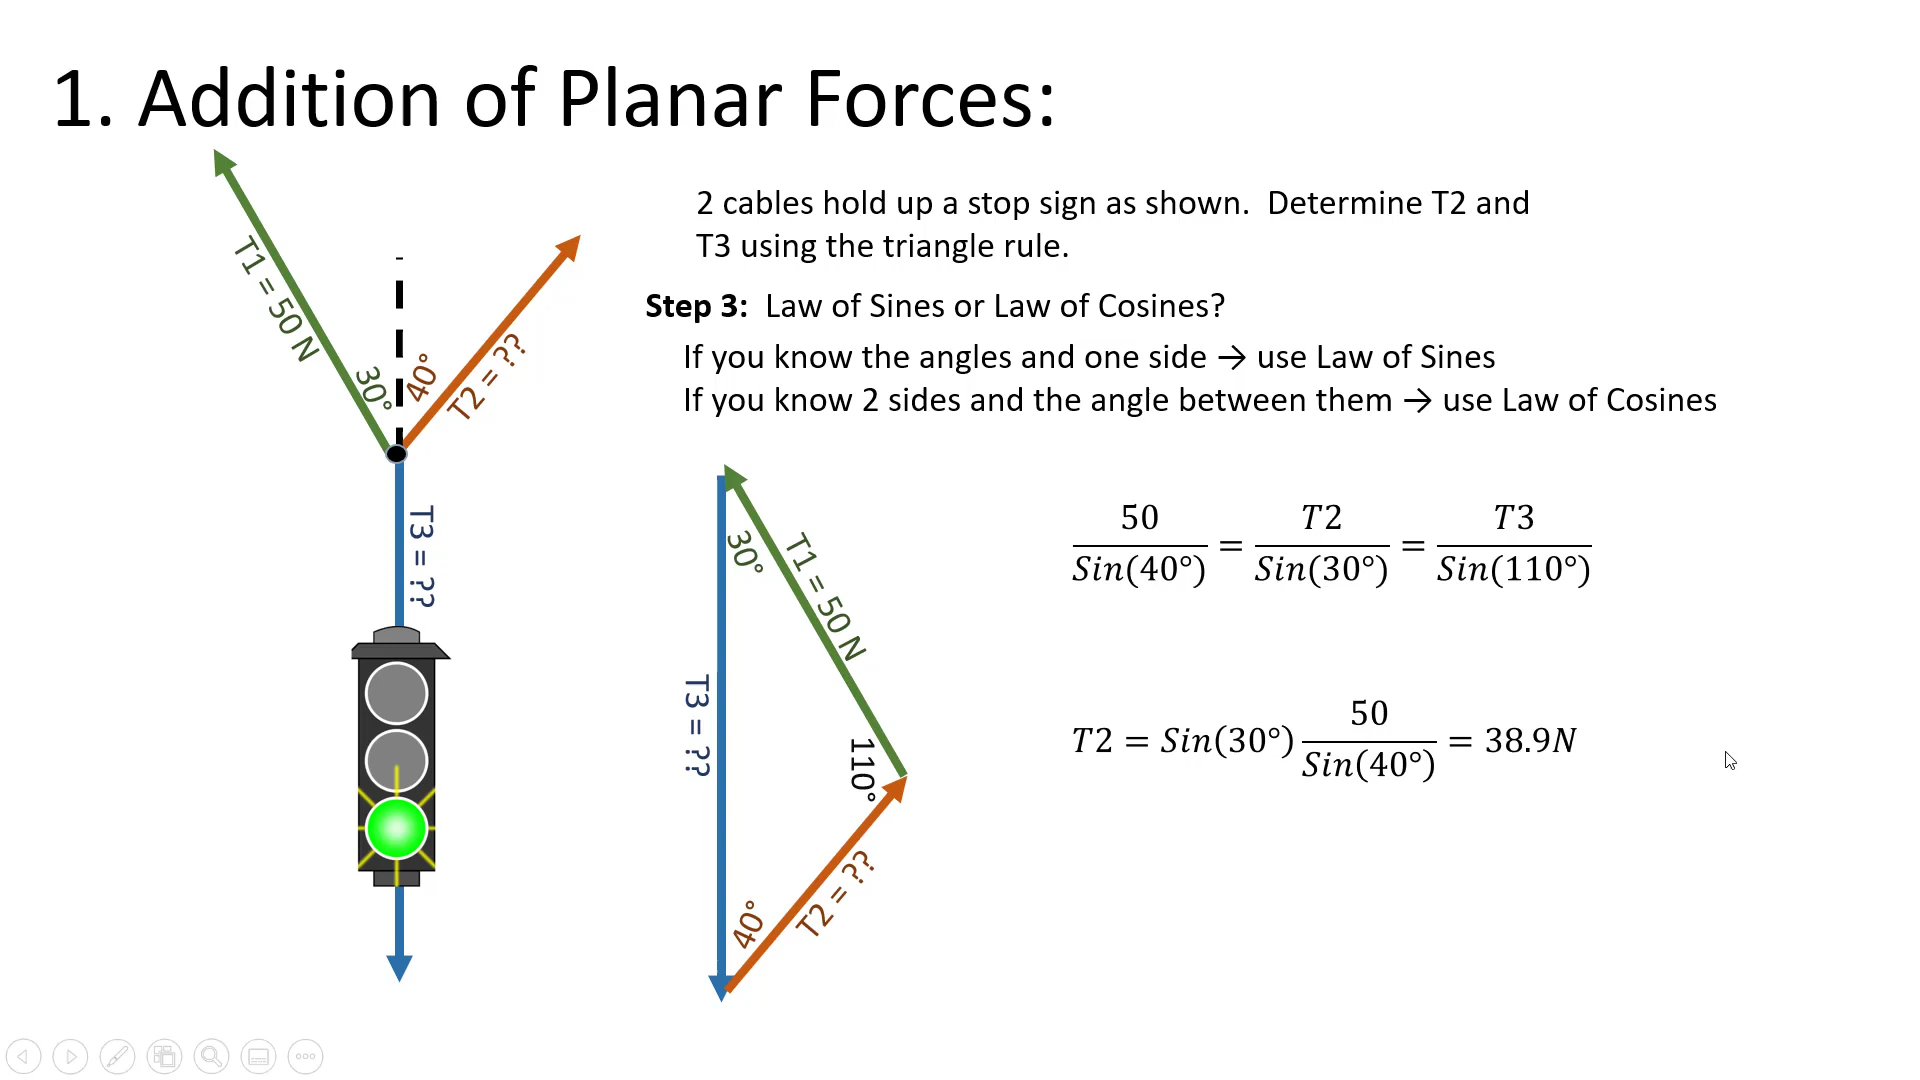 1. Addition of Planar Forces:
2 cables hold up a stop sign as shown.  Determine T2 and
T3 using the triangle rule.
Step 3:  Law of Sines or Law of Cosines?
If you know the angles and one side → use Law of Sines
If you know 2 sides and the angle between them → use Law of Cosines
T1 = 50 N
30°
40°
T2 = ??
T3 = ??
30°
T1 = 50 N
T3 = ??
110°
40°
T2 = ??
50/Sin(40°) = T2/Sin(30°) = T3/Sin(110°)
T2 = Sin(30°) 50/Sin(40°) = 38.9N